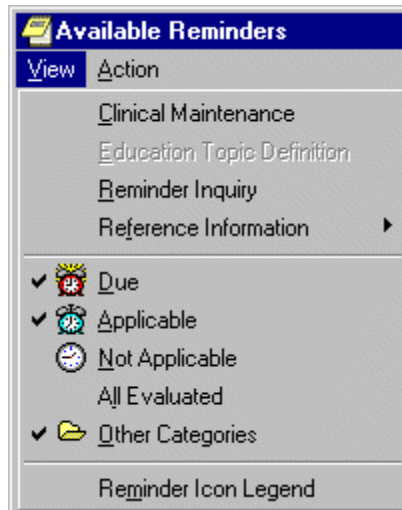 Available Reminders
View Action
Clinical Maintenance
Education Topic Definition
Reminder Inquiry
Reference Information
Due
Applicable
Not Applicable
All Evaluated
Other Categories
Reminder Icon Legend